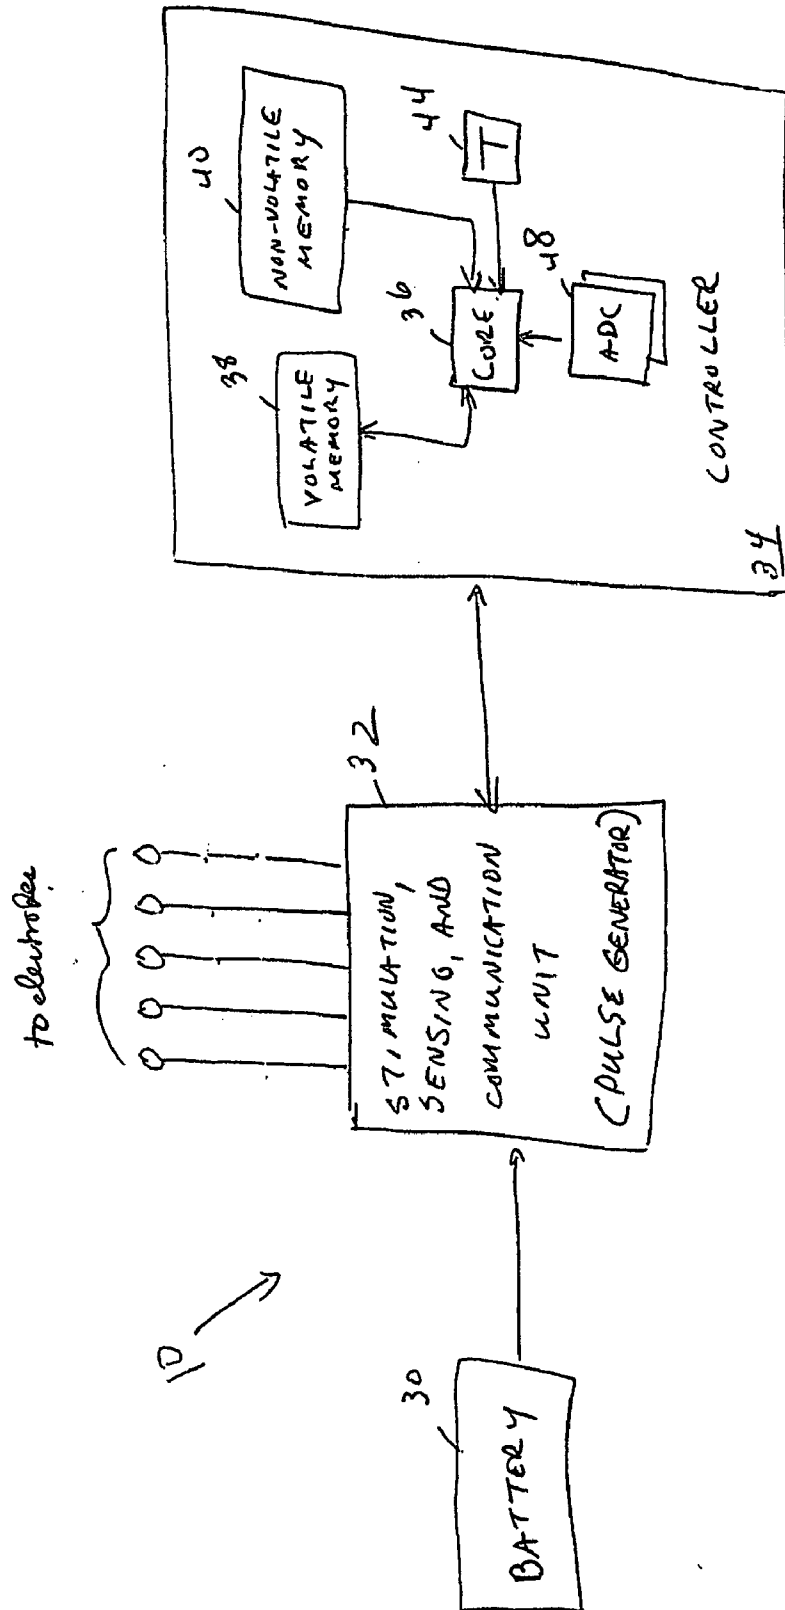 to electrodes
10
30
BATTERY
32
STIMULATION,
SENSING, AND
COMMUNICATION
UNIT
(PULSE GENERATOR)
38
VOLATILE
MEMORY
40
NON-VOLATILE
MEMORY
36
CORE
44
T
48
ADC
CONTROLLER
34